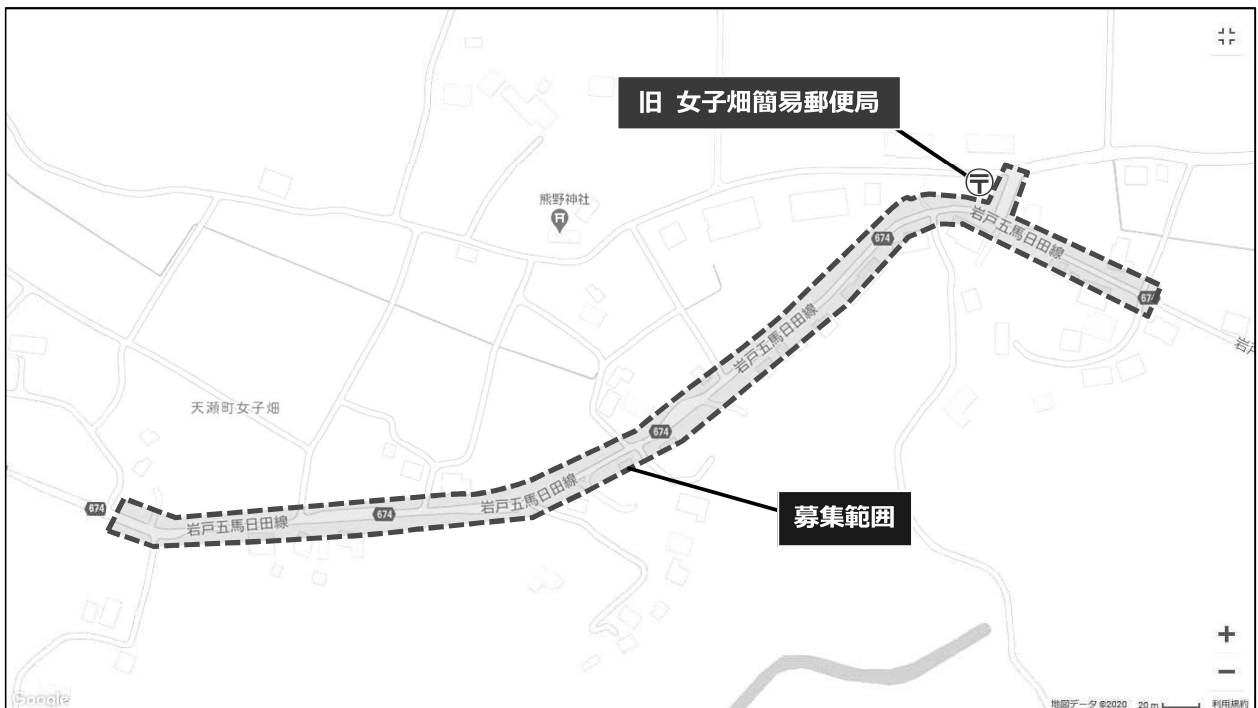 旧 女子畑簡易郵便局
熊野神社
岩戸五馬日田線
674
674
岩戸五馬日田線
岩戸
天瀬町女子畑
674
674
岩戸五馬日田線
674
岩戸五馬日田線
募集範囲
Google
地図データ ©2020 20 m 利用規約